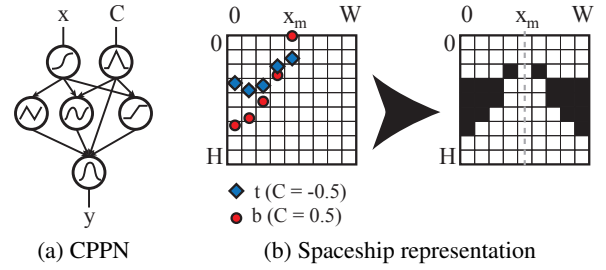 x C
y
(a) CPPN
0 x_m W
0
H
t (C = -0.5)
b (C = 0.5)
0 x_m W
0
H
(b) Spaceship representation